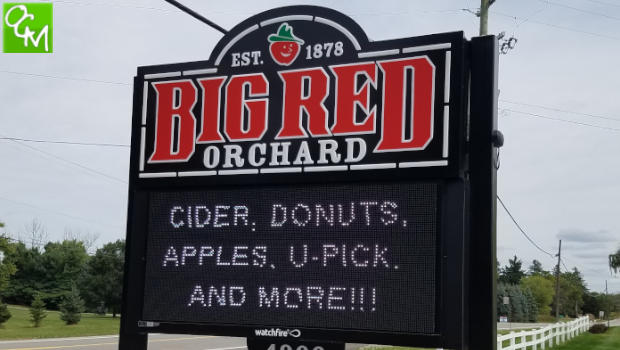 OCM
EST. 1878
BIG RED
ORCHARD
CIDER, DONUTS,
APPLES, U-PICK,
AND MORE!!!
watchfire